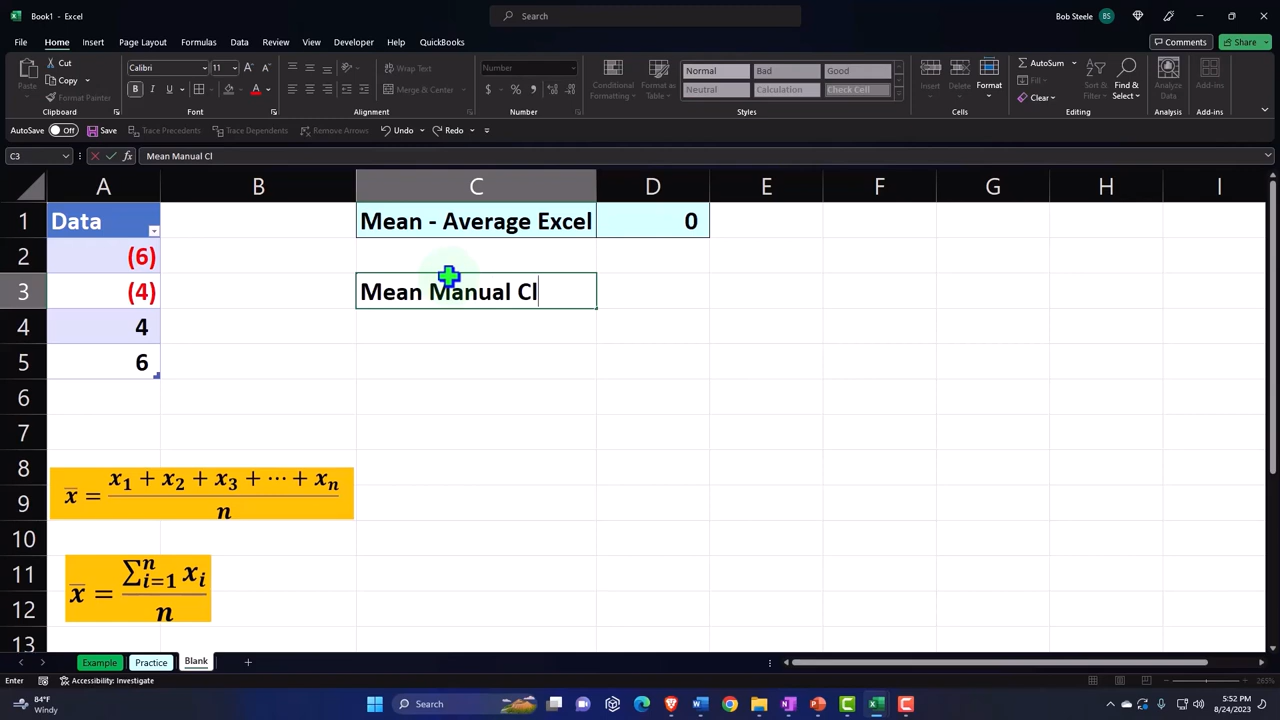 Book1 - Excel
Search
Bob Steele BS
File Home Insert Page Layout Formulas Data Review View Developer Help QuickBooks
Comments Share
Paste Cut Copy Format Painter
Calibri 11
B I U
Wrap Text
Merge & Center
Number
Conditional Formatting Format as Table
Normal Bad Good
Neutral Calculation Check Cell
Insert Delete Format
AutoSum Fill Clear
Sort & Filter Find & Select
Analyze Data
Add-ins
Clipboard Font Alignment Number Styles Cells Editing Analysis Add-ins
AutoSave Off Save Trace Precedents Trace Dependents Remove Arrows Undo Redo
C3 fx Mean Manual Cl
A B C D E F G H I
1 Data Mean - Average Excel 0
2 (6)
3 (4) Mean Manual Cl
4 4
5 6
6
7
8
9
x̄ = (x₁ + x₂ + x₃ + ⋯ + xₙ) / n
10
11
12
x̄ = ∑ⁿᵢ₌₁ xᵢ / n
13
Example Practice Blank
Enter Accessibility: Investigate 265%
84°F
Windy
Search
5:52 PM
8/24/2023